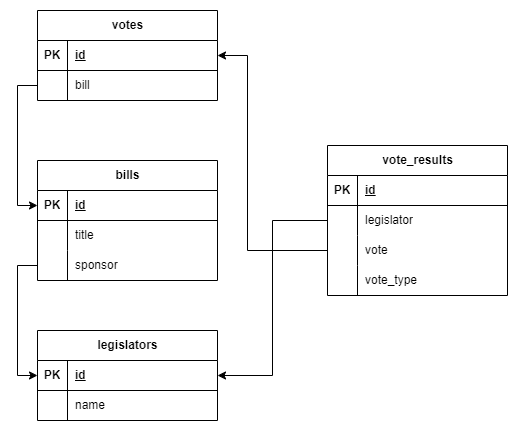 votes
PK id
bill
bills
PK id
title
sponsor
legislators
PK id
name
vote_results
PK id
legislator
vote
vote_type